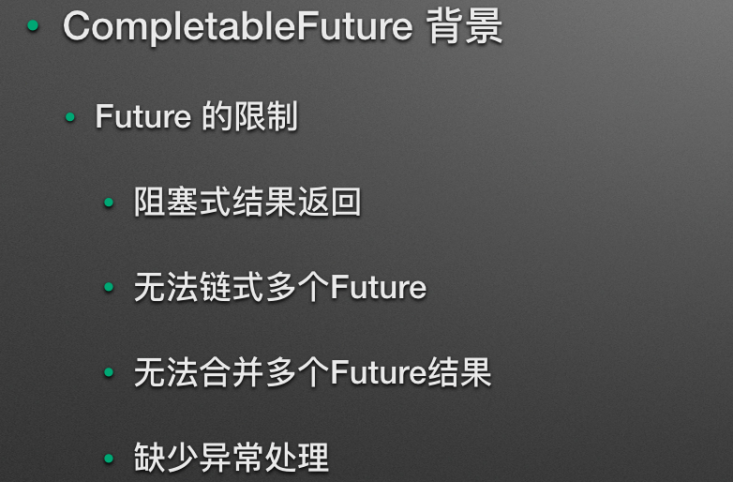 CompletableFuture 背景
Future 的限制
阻塞式结果返回
无法链式多个Future
无法合并多个Future结果
缺少异常处理